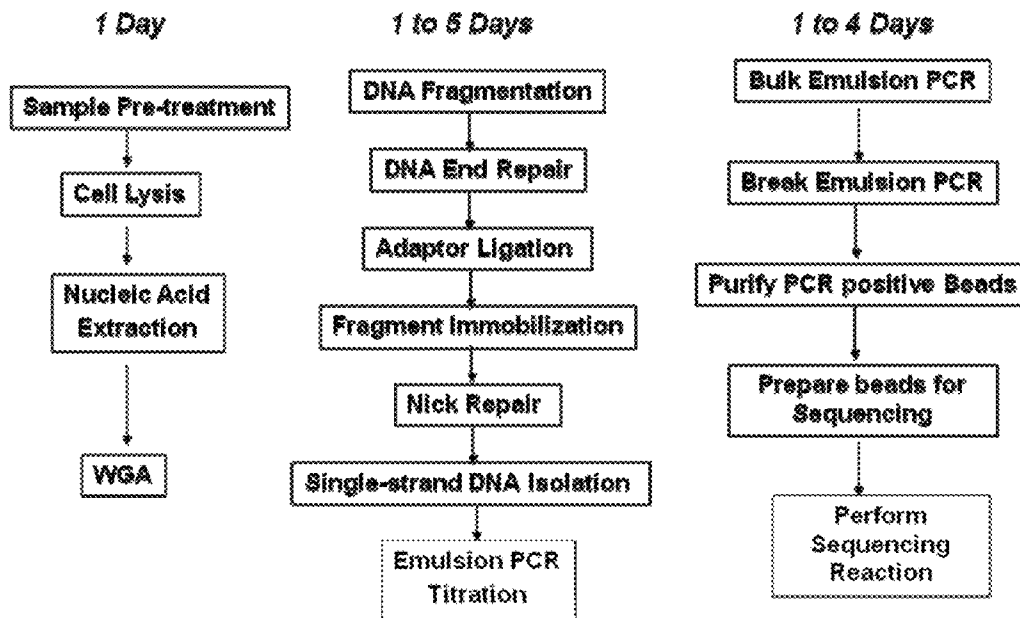 1 Day
Sample Pre-treatment
Cell Lysis
Nucleic Acid
Extraction
WGA
1 to 5 Days
DNA Fragmentation
DNA End Repair
Adaptor Ligation
Fragment Immobilization
Nick Repair
Single-strand DNA Isolation
Emulsion PCR
Titration
1 to 4 Days
Bulk Emulsion PCR
Break Emulsion PCR
Purify PCR positive Beads
Prepare beads for
Sequencing
Perform
Sequencing
Reaction